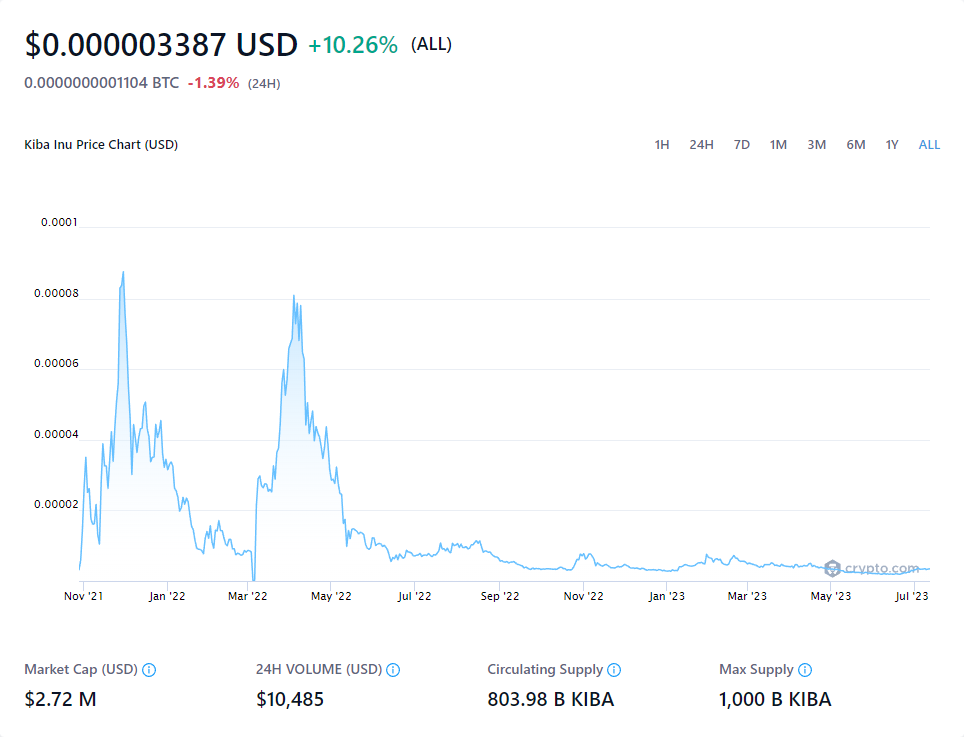 $0.000003387 USD +10.26% (ALL)
0.0000000001104 BTC -1.39% (24H)
Kiba Inu Price Chart (USD) 1H 24H 7D 1M 3M 6M 1Y ALL
0.0001
0.00008
0.00006
0.00004
0.00002
crypto.com
Nov '21 Jan '22 Mar '22 May '22 Jul '22 Sep '22 Nov '22 Jan '23 Mar '23 May '23 Jul '23
Market Cap (USD) 24H VOLUME (USD) Circulating Supply Max Supply
$2.72 M $10,485 803.98 B KIBA 1,000 B KIBA